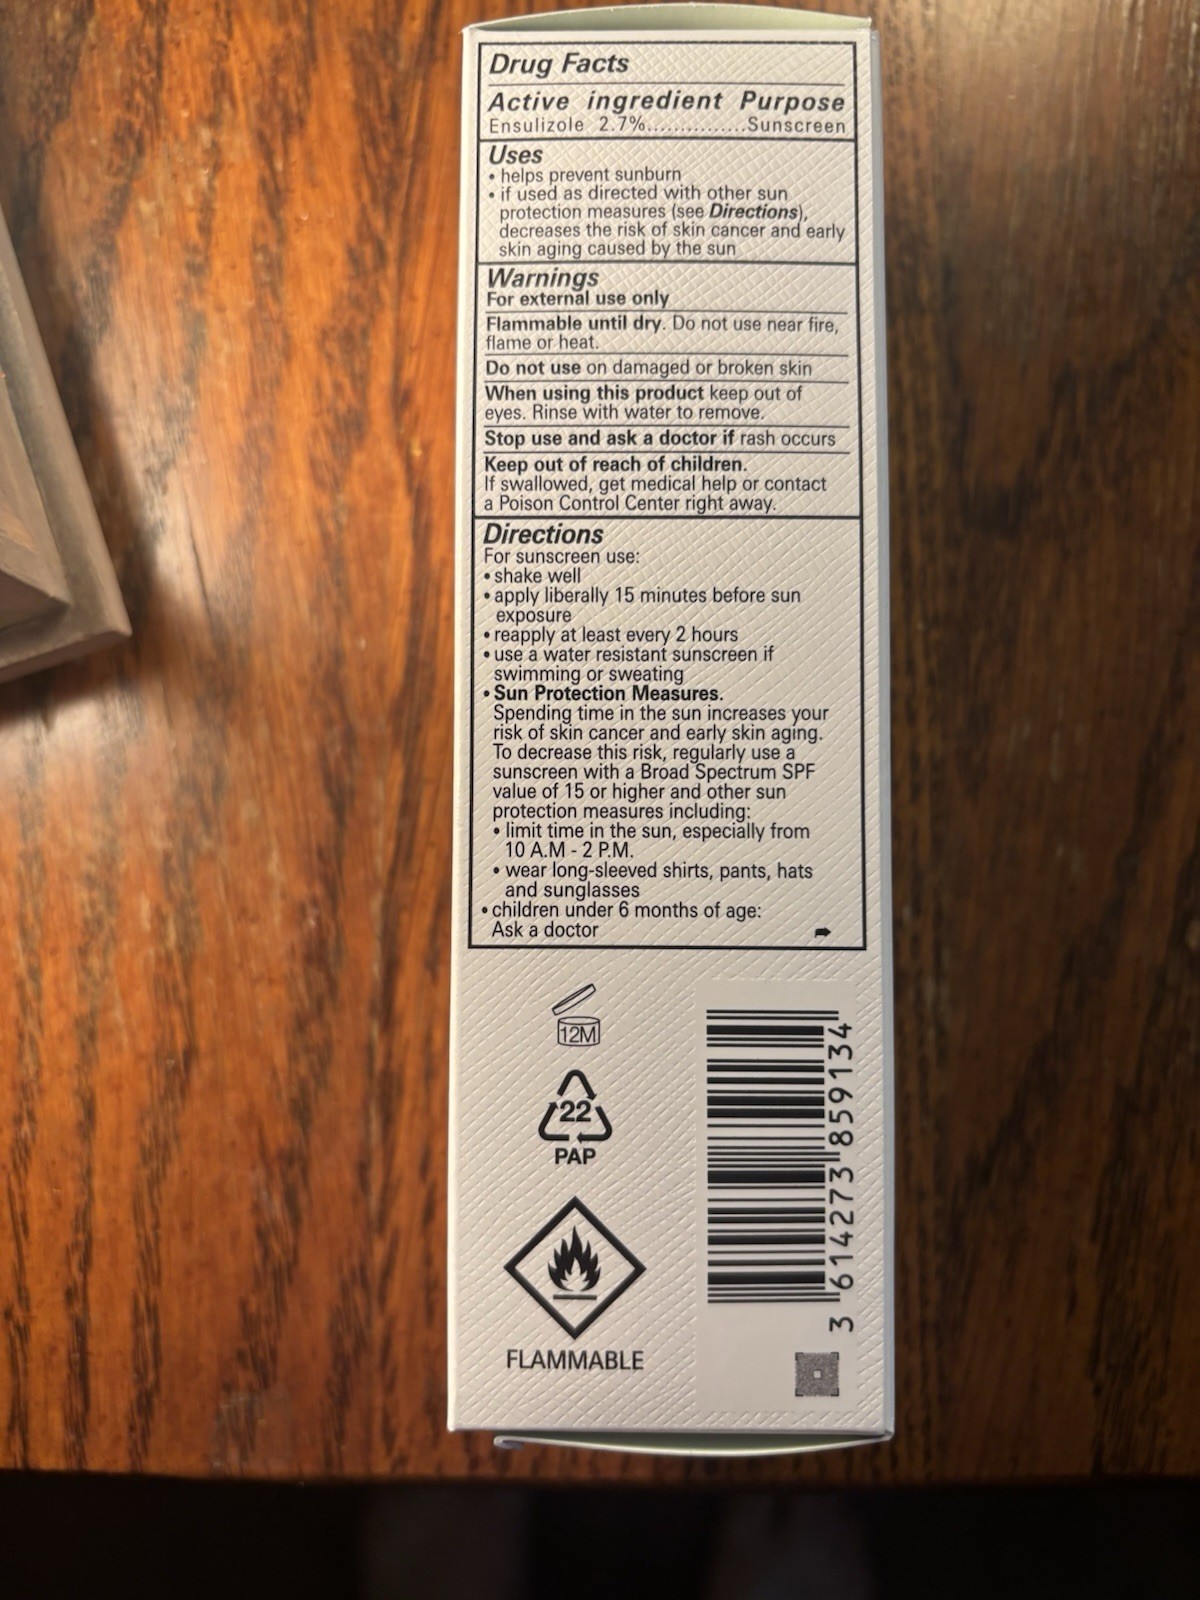 Drug Facts
Active ingredient Purpose
Ensulizole 2.7%...............Sunscreen
Uses
• helps prevent sunburn
• if used as directed with other sun
protection measures (see Directions),
decreases the risk of skin cancer and early
skin aging caused by the sun
Warnings
For external use only
Flammable until dry. Do not use near fire,
flame or heat.
Do not use on damaged or broken skin
When using this product keep out of
eyes. Rinse with water to remove.
Stop use and ask a doctor if rash occurs
Keep out of reach of children.
If swallowed, get medical help or contact
a Poison Control Center right away.
Directions
For sunscreen use:
• shake well
• apply liberally 15 minutes before sun
exposure
• reapply at least every 2 hours
• use a water resistant sunscreen if
swimming or sweating
• Sun Protection Measures.
Spending time in the sun increases your
risk of skin cancer and early skin aging.
To decrease this risk, regularly use a
sunscreen with a Broad Spectrum SPF
value of 15 or higher and other sun
protection measures including:
• limit time in the sun, especially from
10 A.M - 2 P.M.
• wear long-sleeved shirts, pants, hats
and sunglasses
• children under 6 months of age:
Ask a doctor
12M
22
PAP
FLAMMABLE
3 614273 859134